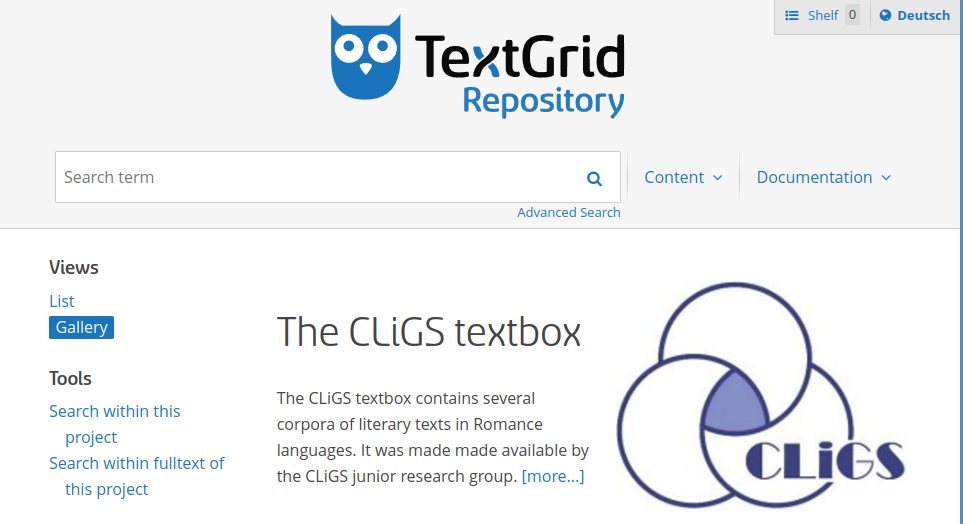 Shelf 0 Deutsch
TextGrid
Repository
Search term
Content
Documentation
Advanced Search
Views
List
Gallery
Tools
Search within this
project
Search within fulltext of
this project
The CLiGS textbox
The CLiGS textbox contains several
corpora of literary texts in Romance
languages. It was made made available by
the CLiGS junior research group. [more...]
CLiGS